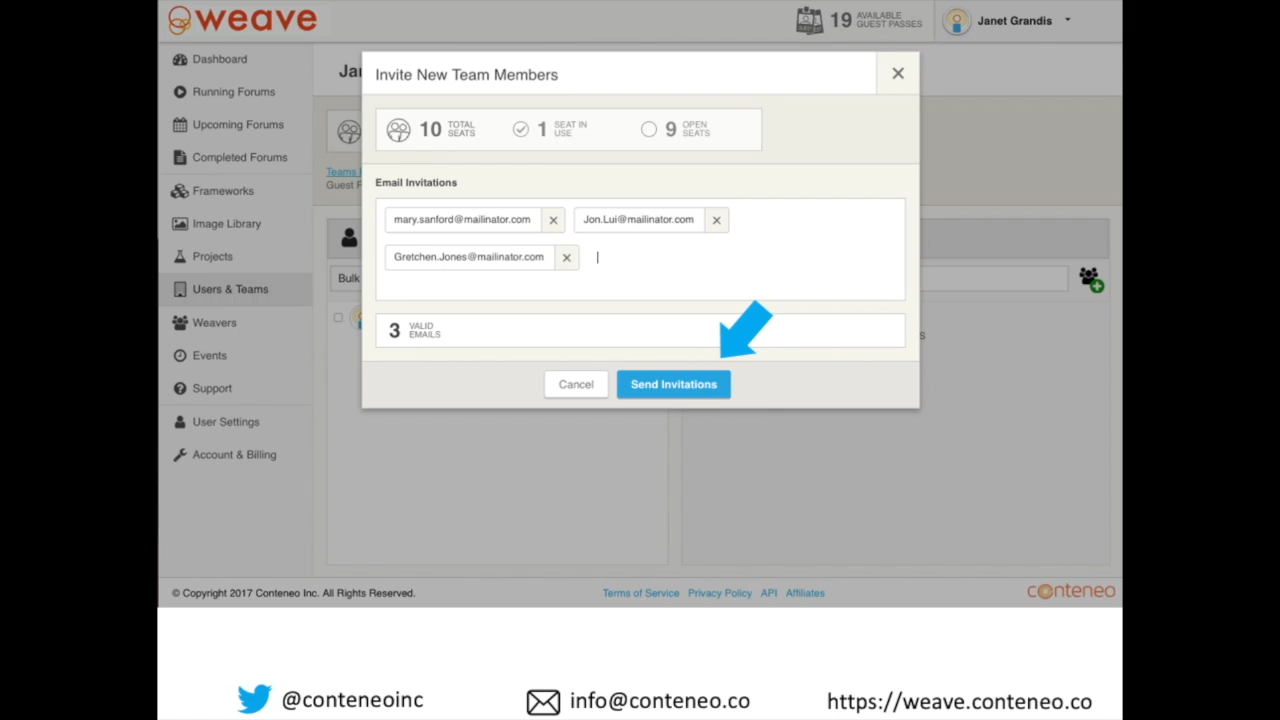 weave
19 AVAILABLE GUEST PASSES
Janet Grandis
Dashboard
Running Forums
Upcoming Forums
Completed Forums
Frameworks
Image Library
Projects
Users & Teams
Weavers
Events
Support
User Settings
Account & Billing
Invite New Team Members
10 TOTAL SEATS
1 SEAT IN USE
9 OPEN SEATS
Email Invitations
mary.sanford@mailinator.com
Jon.Lui@mailinator.com
Gretchen.Jones@mailinator.com
3 VALID EMAILS
Cancel
Send Invitations
Teams
Bulk
© Copyright 2017 Conteneo Inc. All Rights Reserved.
Terms of Service Privacy Policy API Affiliates
conteneo
@conteneoinc
info@conteneo.co
https://weave.conteneo.co